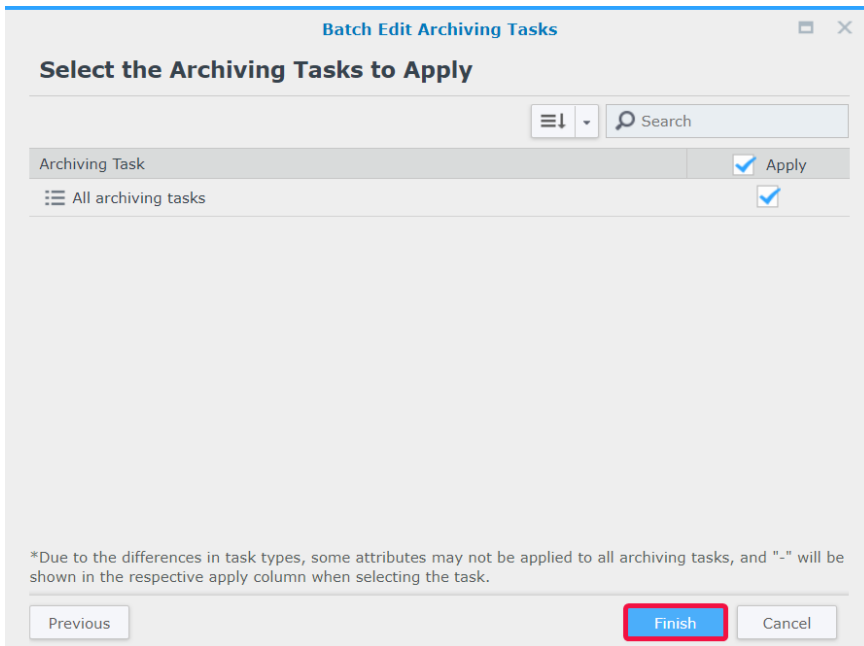 Batch Edit Archiving Tasks
Select the Archiving Tasks to Apply
Search
Archiving Task Apply
All archiving tasks
*Due to the differences in task types, some attributes may not be applied to all archiving tasks, and "-" will be
shown in the respective apply column when selecting the task.
Previous Finish Cancel